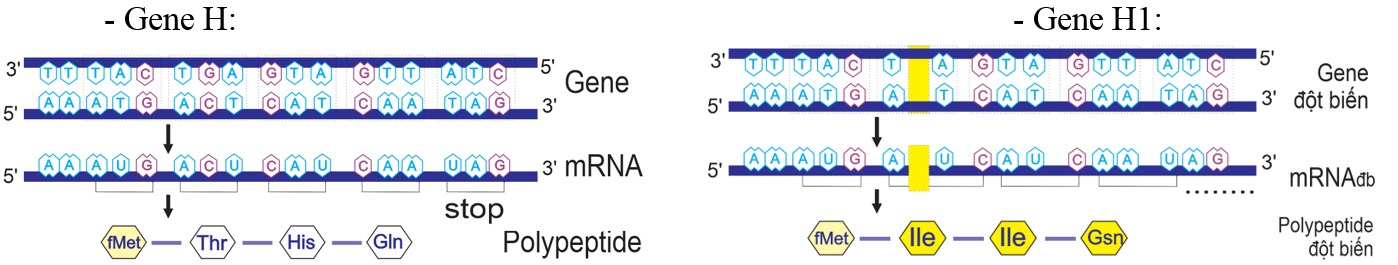 - Gene H:
3' T T T A C T G A G T A G T T A T C 5'
Gene
A A A T G A C T C A T C A A T A G
5' 3'
A A A U G A C U C A U C A A U A G
5' 3' mRNA
stop
fMet Thr His Gln Polypeptide
- Gene H1:
3' T T T A C T A G T A G T T A T C 5'
Gene
đột biến
A A A T G A T C A T C A A T A G
5' 3'
A A A U G A U C A U C A A U A G
5' 3'
mRNAđb
fMet Ile Ile Gsn
Polypeptide
đột biến